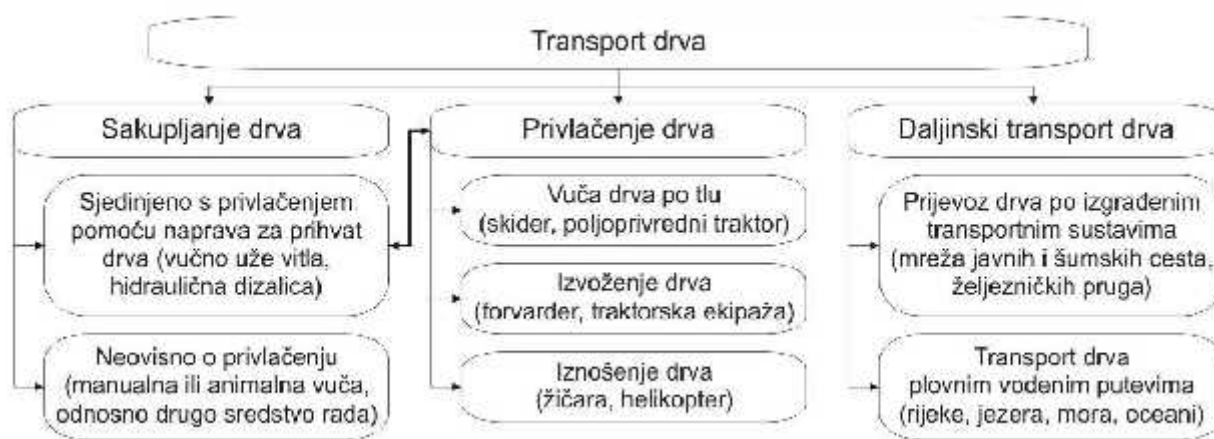 Transport drva
Sakupljanje drva
Sjedinjeno s privlačenjem
pomoću naprava za prihvat
drva (vučno uže vitla,
hidraulična dizalica)
Neovisno o privlačenju
(manualna ili animalna vuča,
odnosno drugo sredstvo rada)
Privlačenje drva
Vuča drva po tlu
(skider, poljoprivredni traktor)
Izvoženje drva
(forvarder, traktorska ekipaža)
Iznošenje drva
(žičara, helikopter)
Daljinski transport drva
Prijevoz drva po izgrađenim
transportnim sustavima
(mreža javnih i šumskih cesta,
željezničkih pruga)
Transport drva
plovnim vodenim putevima
(rijeke, jezera, mora, oceani)